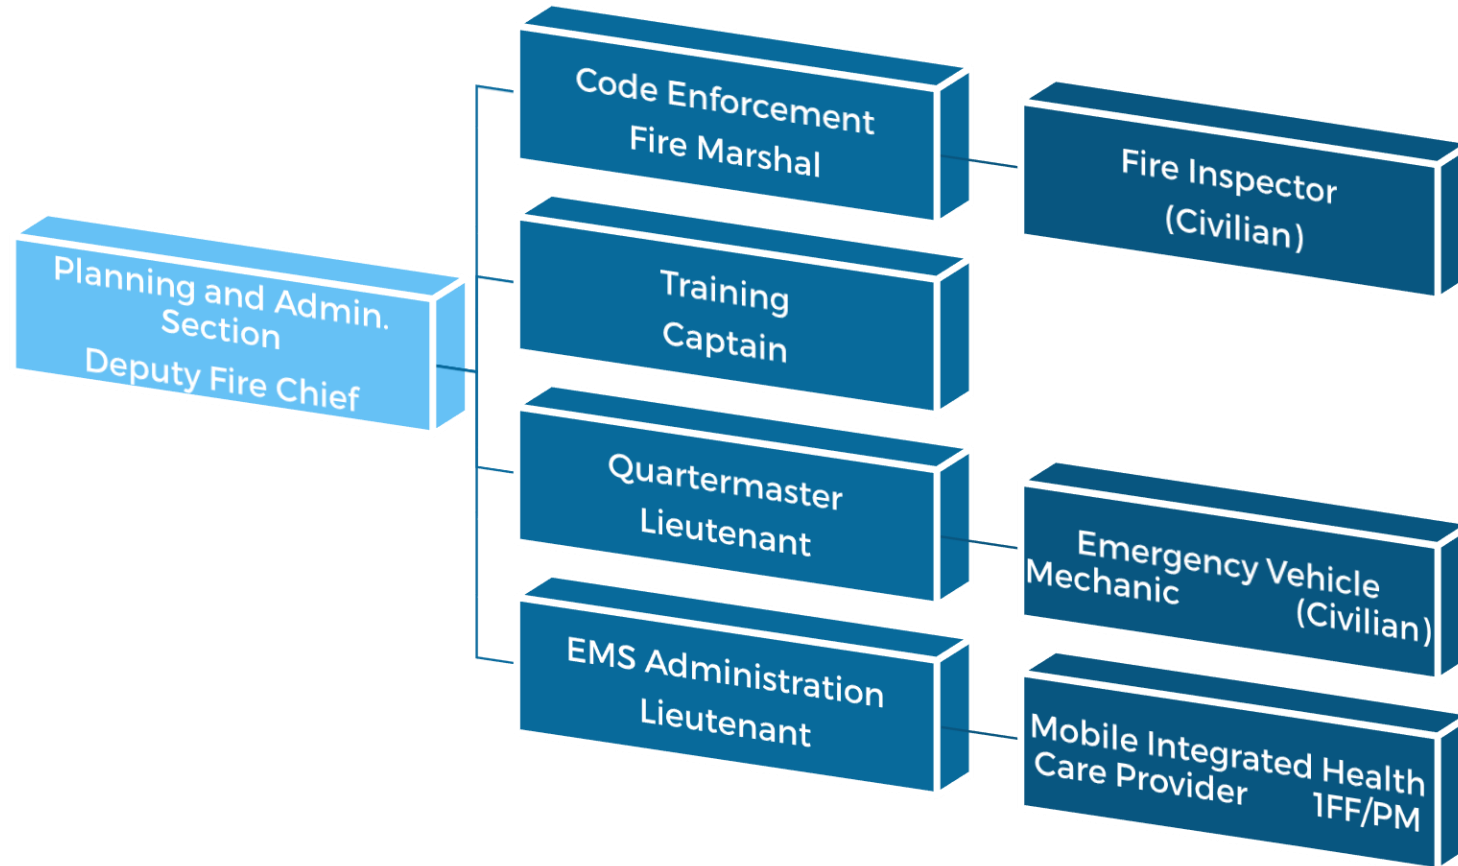 Planning and Admin.
Section
Deputy Fire Chief
Code Enforcement
Fire Marshal
Fire Inspector
(Civilian)
Training
Captain
Quartermaster
Lieutenant
Emergency Vehicle
Mechanic (Civilian)
EMS Administration
Lieutenant
Mobile Integrated Health
Care Provider 1FF/PM